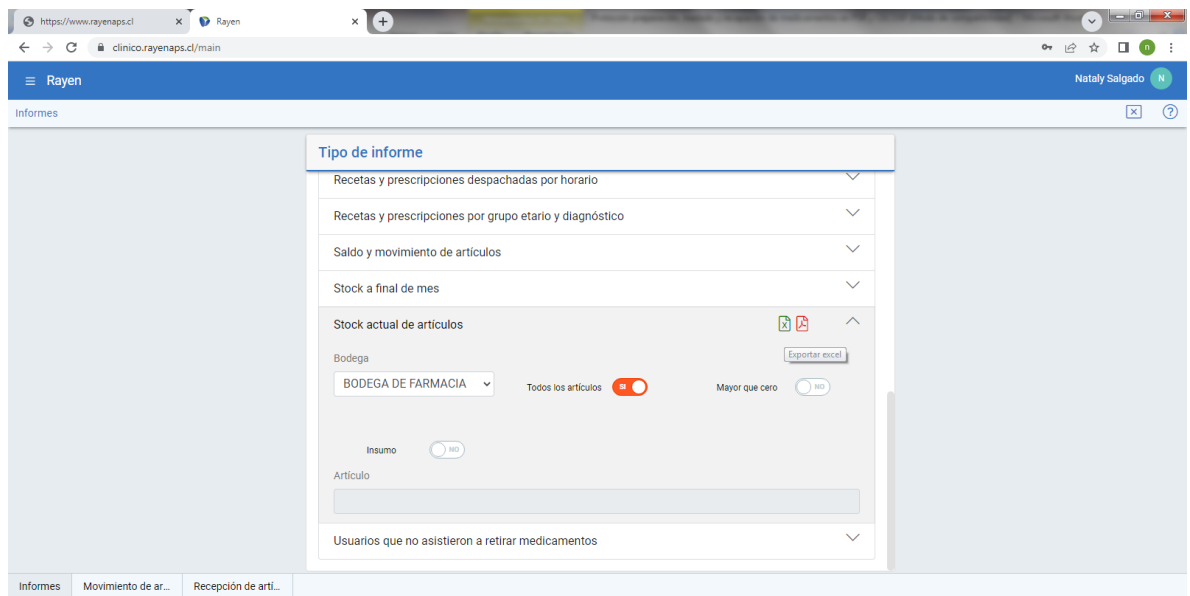 https://www.rayenaps.cl
Rayen
clinico.rayenaps.cl/main
n
Rayen
Nataly Salgado N
Informes
Tipo de informe
Recetas y prescripciones despachadas por horario
Recetas y prescripciones por grupo etario y diagnóstico
Saldo y movimiento de artículos
Stock a final de mes
Stock actual de artículos
Exportar excel
Bodega
BODEGA DE FARMACIA
Todos los artículos SI
Mayor que cero NO
Insumo NO
Artículo
Usuarios que no asistieron a retirar medicamentos
Informes
Movimiento de ar...
Recepción de artí...